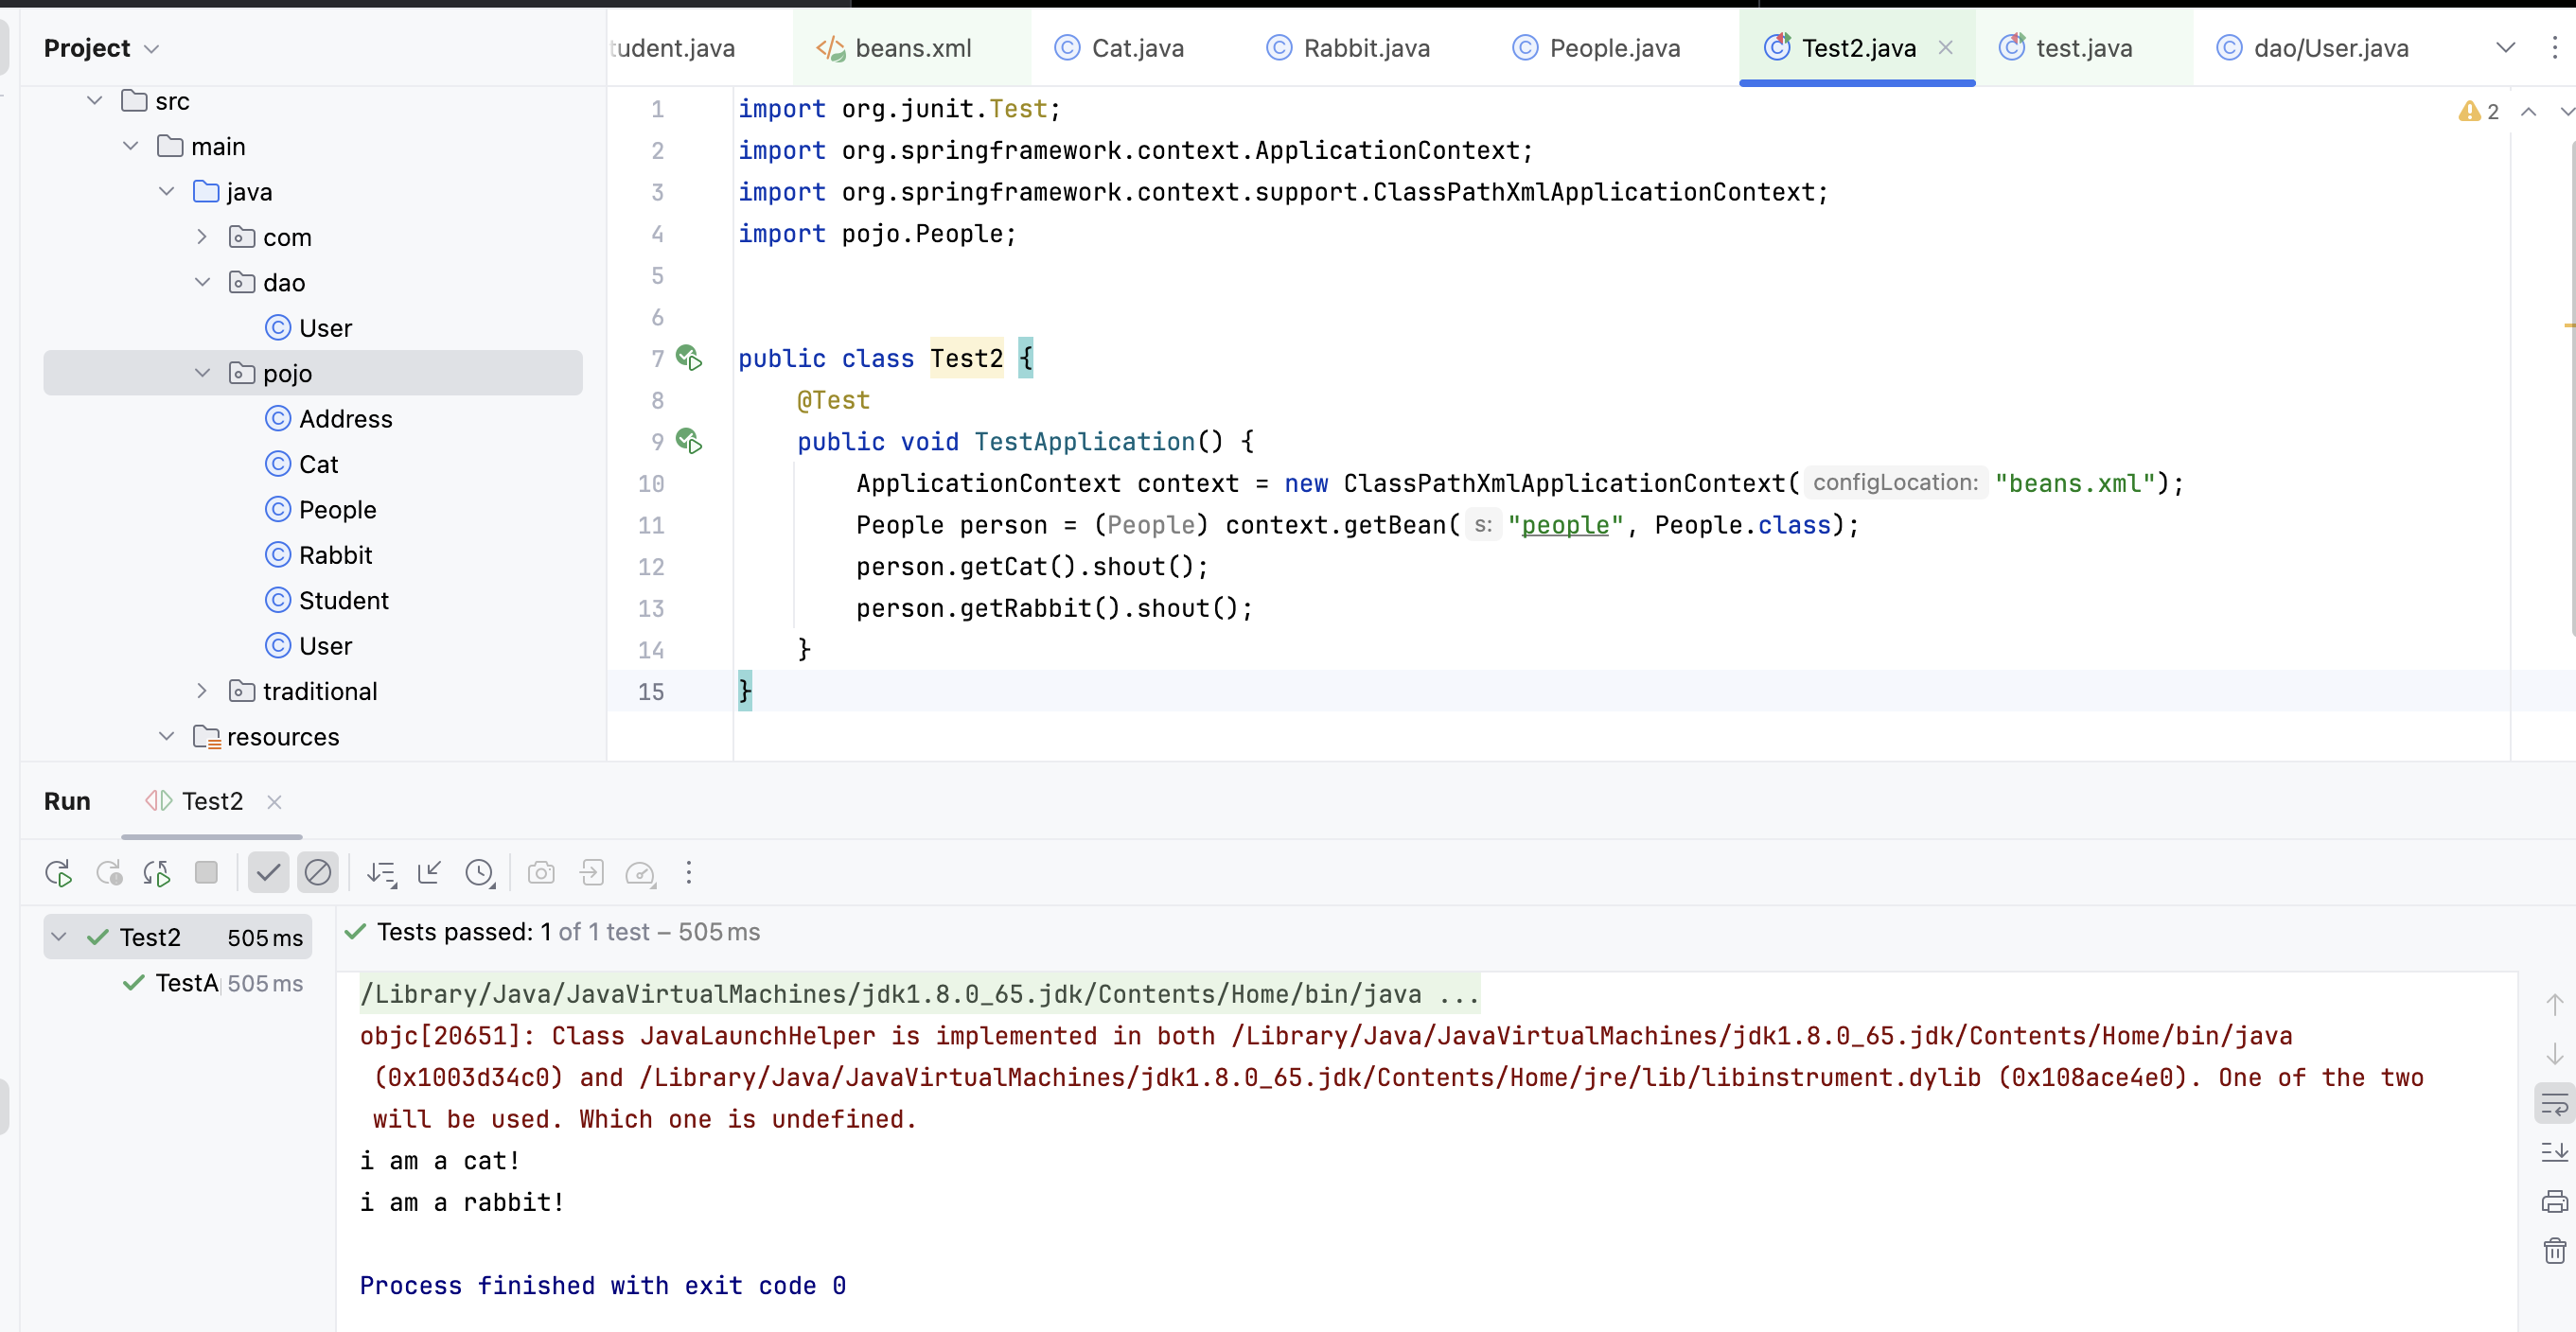 Project
src
main
java
com
dao
User
pojo
Address
Cat
People
Rabbit
Student
User
traditional
resources
tudent.java
beans.xml
Cat.java
Rabbit.java
People.java
Test2.java
test.java
dao/User.java
2
1 import org.junit.Test;
2 import org.springframework.context.ApplicationContext;
3 import org.springframework.context.support.ClassPathXmlApplicationContext;
4 import pojo.People;
5
6
7 public class Test2 {
8 @Test
9 public void TestApplication() {
10 ApplicationContext context = new ClassPathXmlApplicationContext( configLocation: "beans.xml");
11 People person = (People) context.getBean( s: "people", People.class);
12 person.getCat().shout();
13 person.getRabbit().shout();
14 }
15 }
Run Test2
Test2 505 ms
TestA 505 ms
Tests passed: 1 of 1 test – 505 ms
/Library/Java/JavaVirtualMachines/jdk1.8.0_65.jdk/Contents/Home/bin/java ...
objc[20651]: Class JavaLaunchHelper is implemented in both /Library/Java/JavaVirtualMachines/jdk1.8.0_65.jdk/Contents/Home/bin/java
(0x1003d34c0) and /Library/Java/JavaVirtualMachines/jdk1.8.0_65.jdk/Contents/Home/jre/lib/libinstrument.dylib (0x108ace4e0). One of the two
will be used. Which one is undefined.
i am a cat!
i am a rabbit!
Process finished with exit code 0